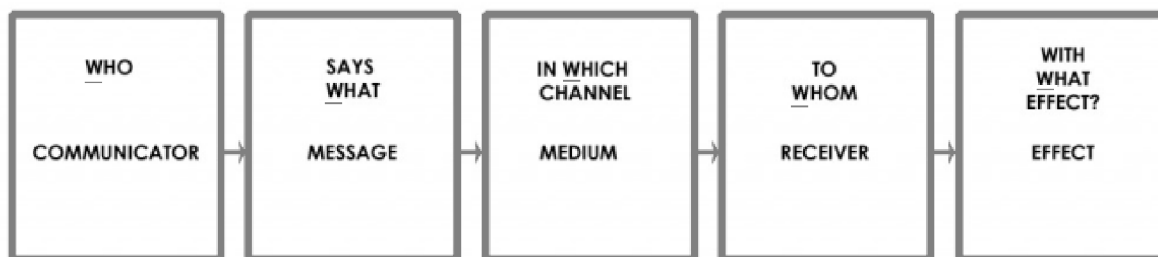 WHO
COMMUNICATOR
SAYS
WHAT
MESSAGE
IN WHICH
CHANNEL
MEDIUM
TO
WHOM
RECEIVER
WITH
WHAT
EFFECT?
EFFECT